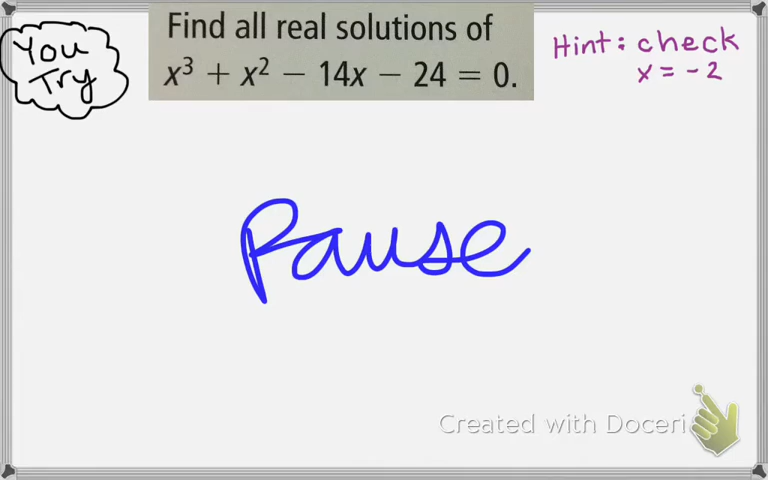 You
Try
Find all real solutions of
x³ + x² − 14x − 24 = 0.
Hint: check
x = -2
Pause
Created with Doceri